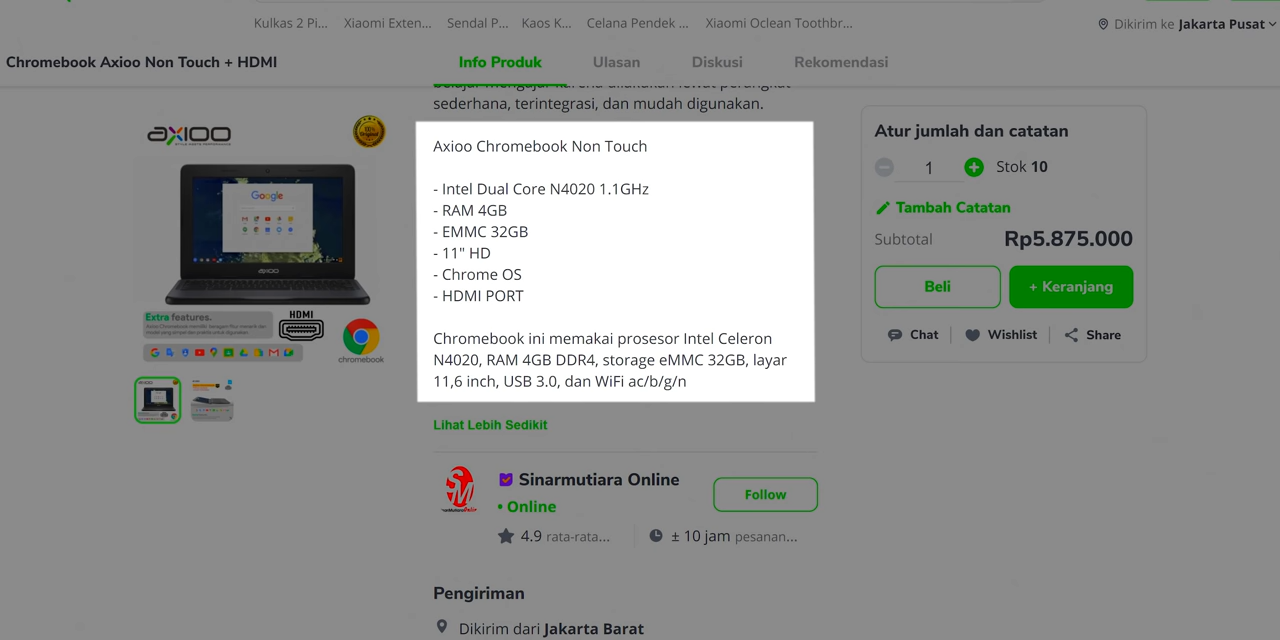 Kulkas 2 Pi... Xiaomi Exten... Sendal P... Kaos K... Celana Pendek ... Xiaomi Oclean Toothbr...
Dikirim ke Jakarta Pusat
Chromebook Axioo Non Touch + HDMI
Info Produk Ulasan Diskusi Rekomendasi
sederhana, terintegrasi, dan mudah digunakan.
Axioo Chromebook Non Touch
- Intel Dual Core N4020 1.1GHz
- RAM 4GB
- EMMC 32GB
- 11" HD
- Chrome OS
- HDMI PORT
Chromebook ini memakai prosesor Intel Celeron
N4020, RAM 4GB DDR4, storage eMMC 32GB, layar
11,6 inch, USB 3.0, dan WiFi ac/b/g/n
Lihat Lebih Sedikit
Sinarmutiara Online
• Online
Follow
4.9 rata-rata...
± 10 jam pesanan...
Pengiriman
Dikirim dari Jakarta Barat
AXIOO
Google
AXIOO
Extra features.
HDMI
chromebook
Atur jumlah dan catatan
1
Stok 10
Tambah Catatan
Subtotal Rp5.875.000
Beli
+ Keranjang
Chat
Wishlist
Share